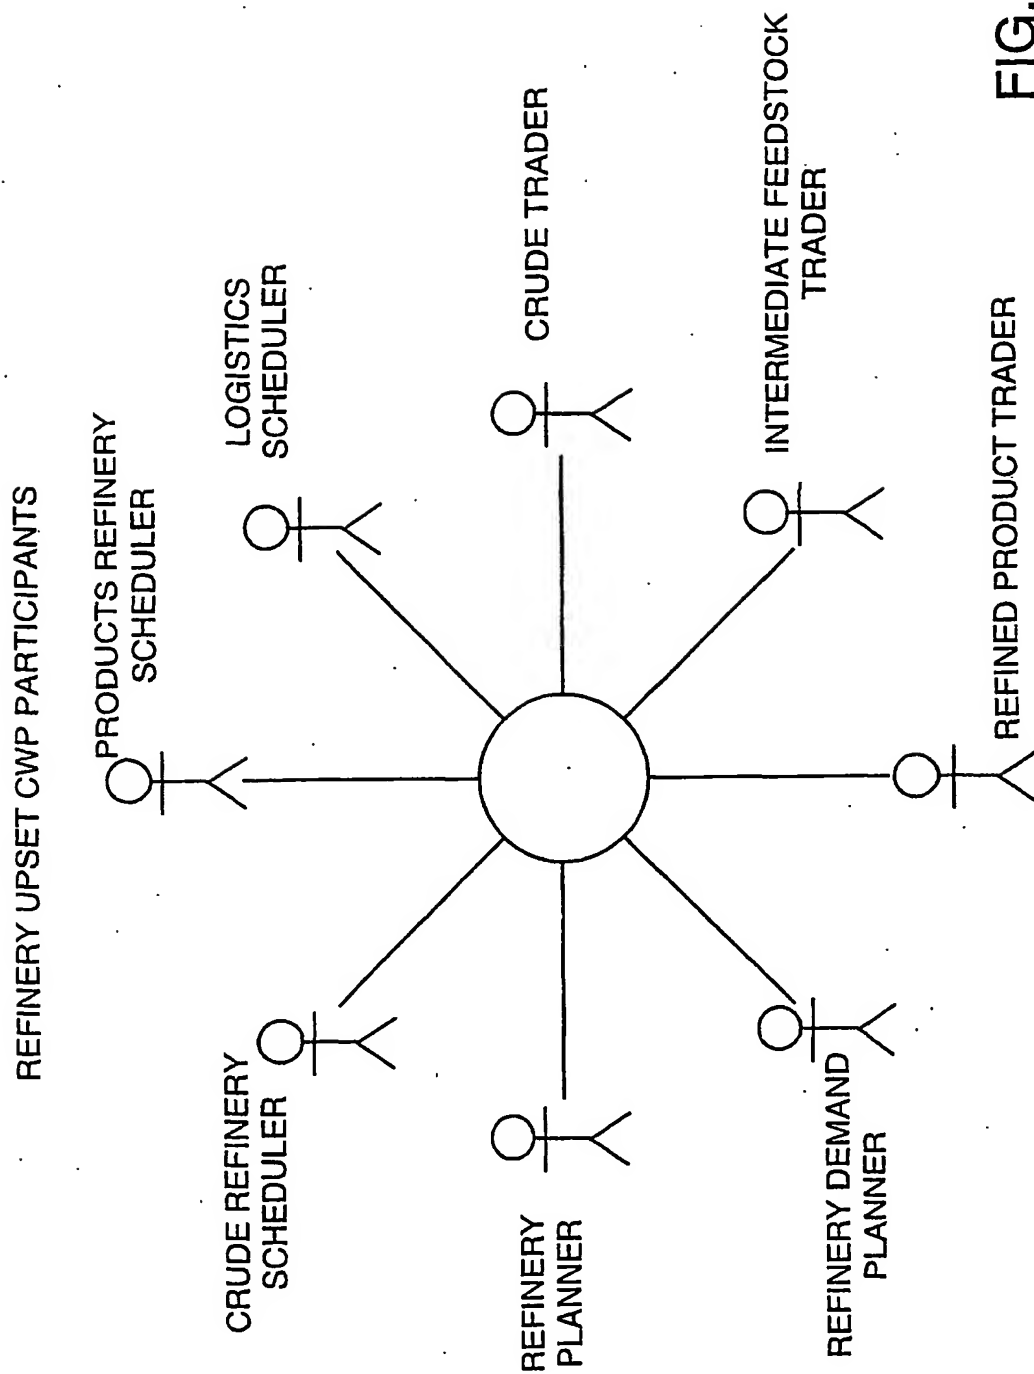 REFINERY UPSET CWP PARTICIPANTS
PRODUCTS REFINERY
SCHEDULER
CRUDE REFINERY
SCHEDULER
LOGISTICS
SCHEDULER
REFINERY
PLANNER
CRUDE TRADER
REFINERY DEMAND
PLANNER
INTERMEDIATE FEEDSTOCK
TRADER
REFINED PRODUCT TRADER
FIG.